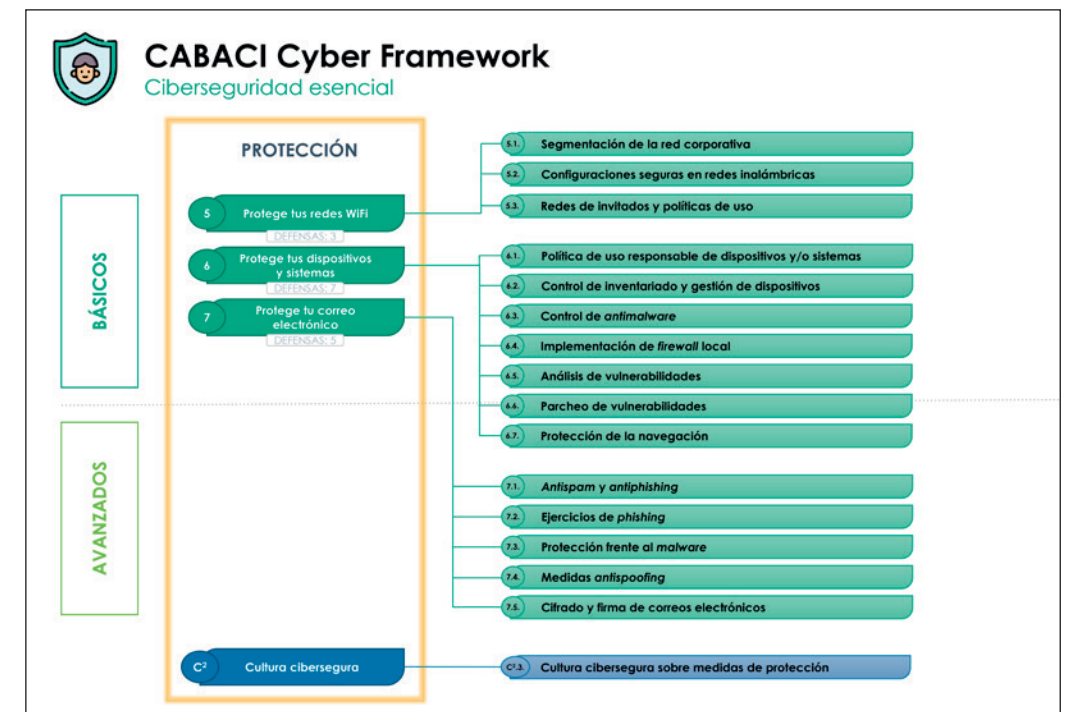 CABACI Cyber Framework
Ciberseguridad esencial
PROTECCIÓN
BÁSICOS
AVANZADOS
5 Protege tus redes WiFi
DEFENSAS: 3
6 Protege tus dispositivos
y sistemas
DEFENSAS: 7
7 Protege tu correo
electrónico
DEFENSAS: 5
5.1. Segmentación de la red corporativa
5.2. Configuraciones seguras en redes inalámbricas
5.3. Redes de invitados y políticas de uso
6.1. Política de uso responsable de dispositivos y/o sistemas
6.2. Control de inventariado y gestión de dispositivos
6.3. Control de antimalware
6.4. Implementación de firewall local
6.5. Análisis de vulnerabilidades
6.6. Parcheo de vulnerabilidades
6.7. Protección de la navegación
7.1. Antispam y antiphishing
7.2. Ejercicios de phishing
7.3. Protección frente al malware
7.4. Medidas antispoofing
7.5. Cifrado y firma de correos electrónicos
C² Cultura cibersegura
C².3. Cultura cibersegura sobre medidas de protección